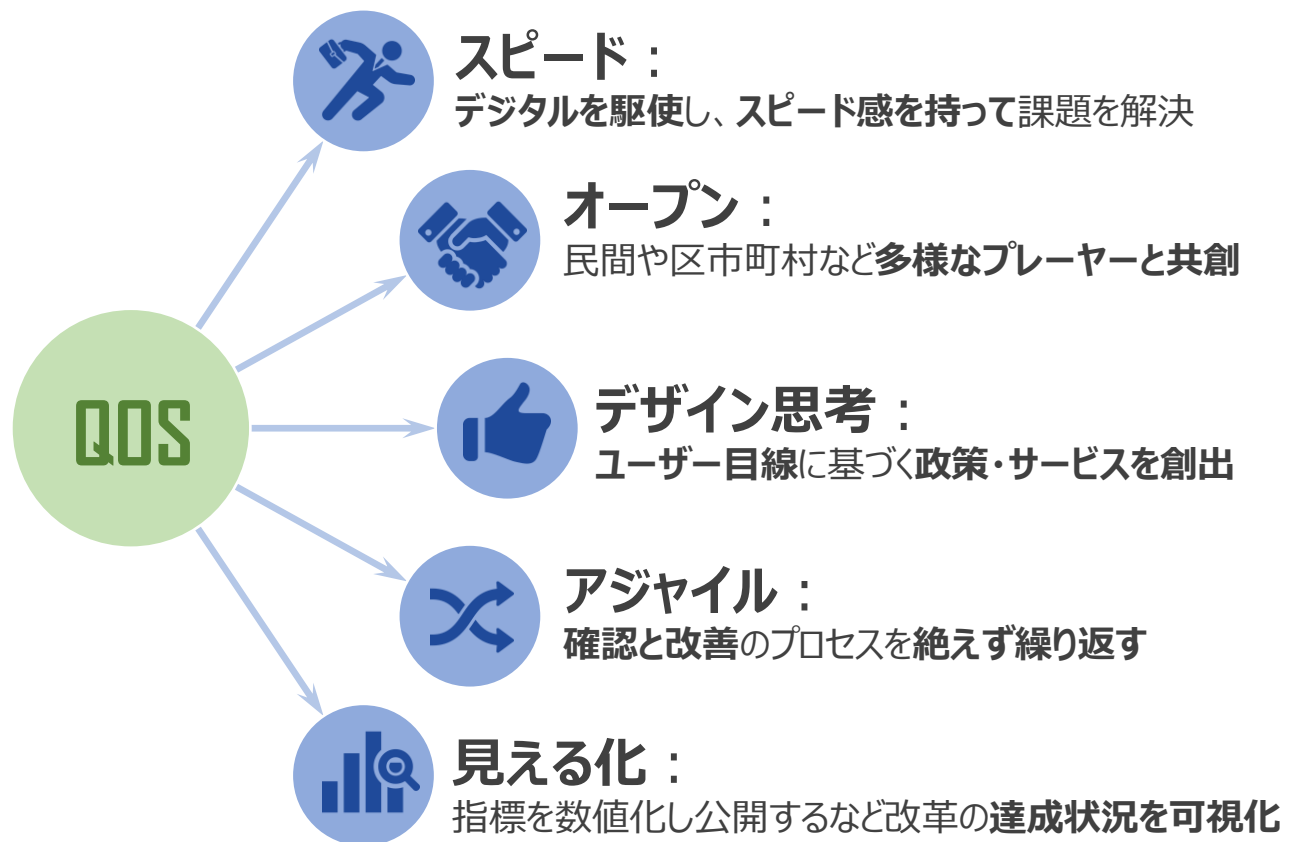 スピード：
デジタルを駆使し、スピード感を持って課題を解決
オープン：
民間や区市町村など多様なプレーヤーと共創
QOS
デザイン思考：
ユーザー目線に基づく政策・サービスを創出
アジャイル：
確認と改善のプロセスを絶えず繰り返す
見える化：
指標を数値化し公開するなど改革の達成状況を可視化